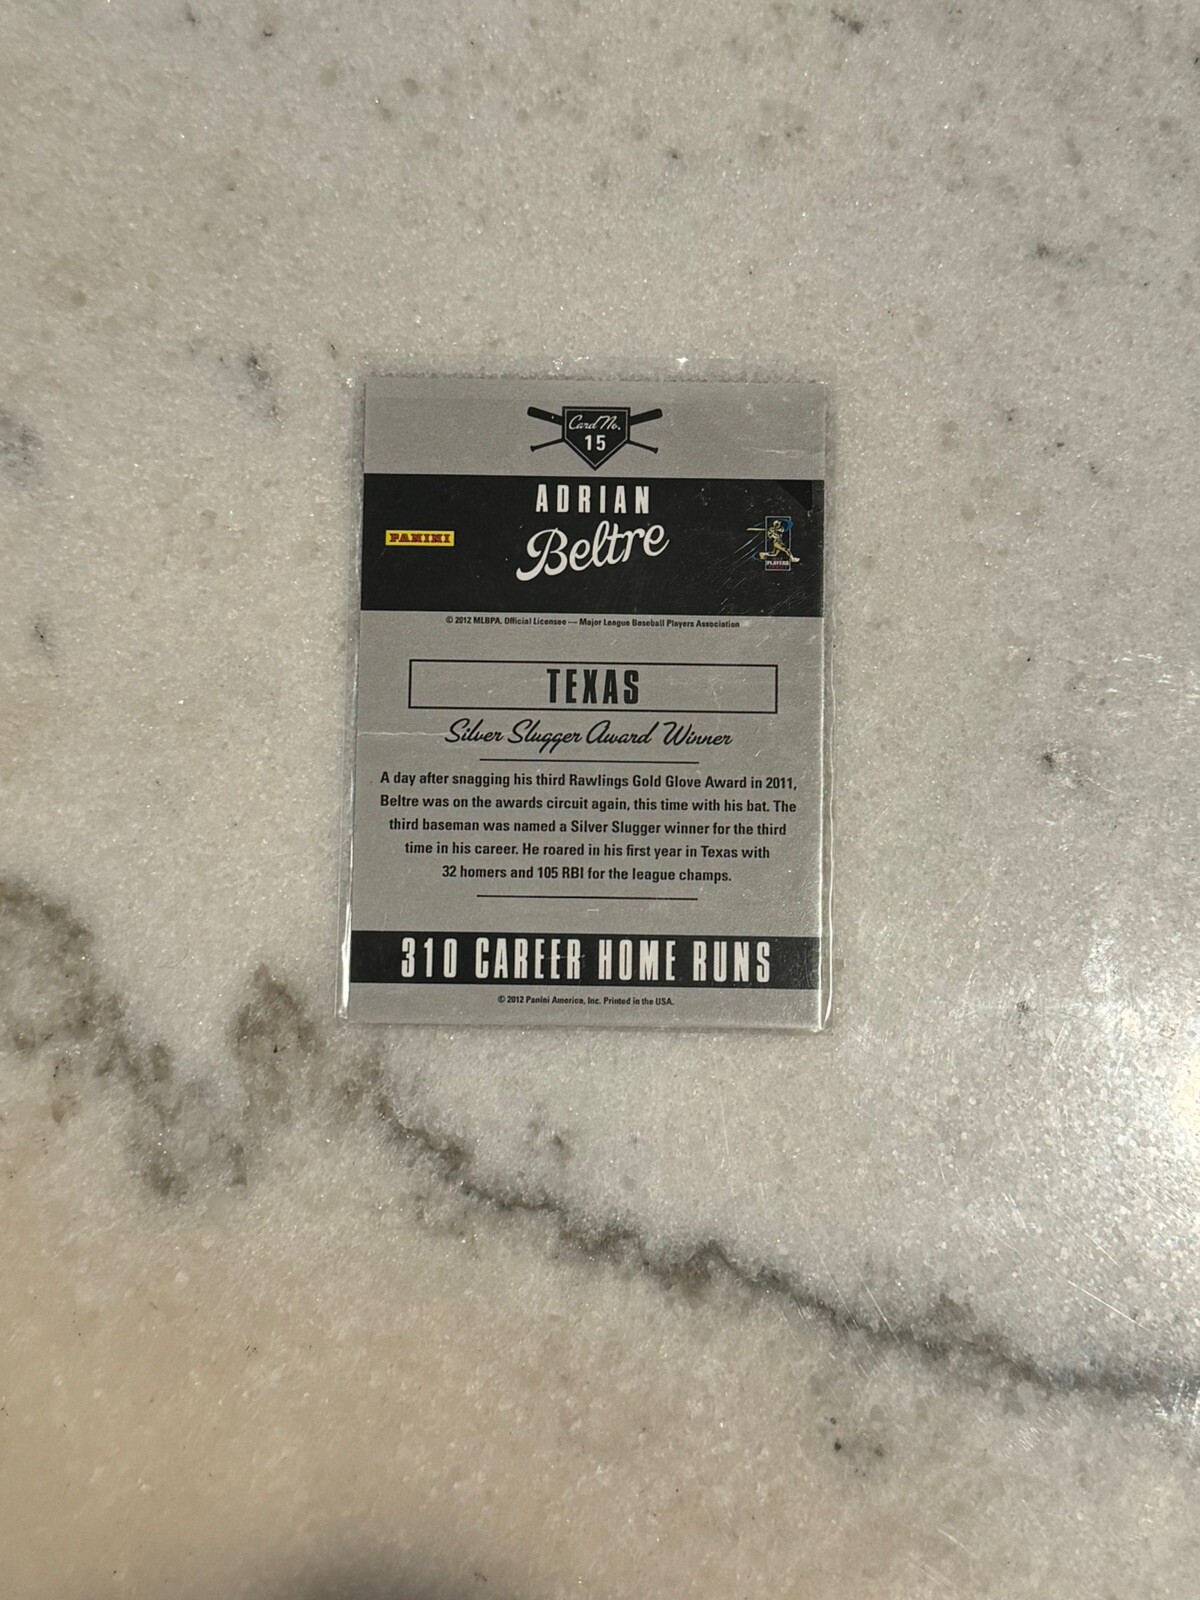 Card No.
15
ADRIAN
PANINI
Beltre
PLAYERS
© 2012 MLBPA. Official Licensee — Major League Baseball Players Association
TEXAS
Silver Slugger Award Winner
A day after snagging his third Rawlings Gold Glove Award in 2011,
Beltre was on the awards circuit again, this time with his bat. The
third baseman was named a Silver Slugger winner for the third
time in his career. He roared in his first year in Texas with
32 homers and 105 RBI for the league champs.
310 CAREER HOME RUNS
© 2012 Panini America, Inc. Printed in the USA.